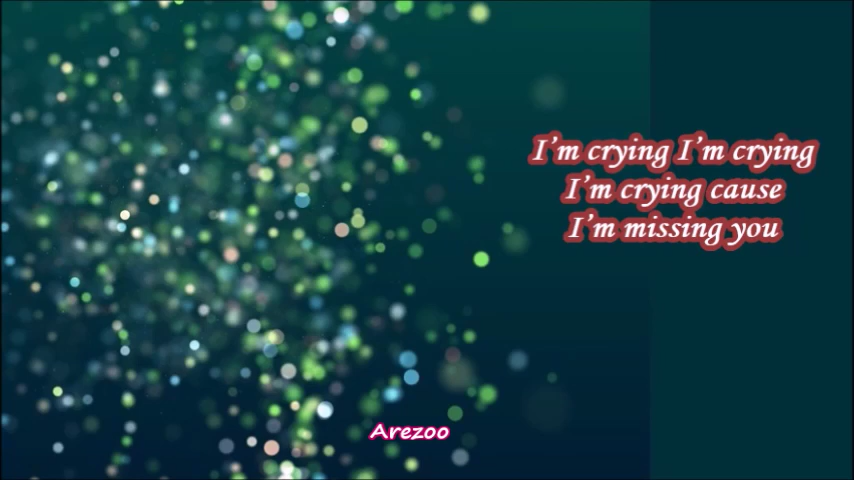 I’m crying I’m crying
I’m crying cause
I’m missing you
Arezoo